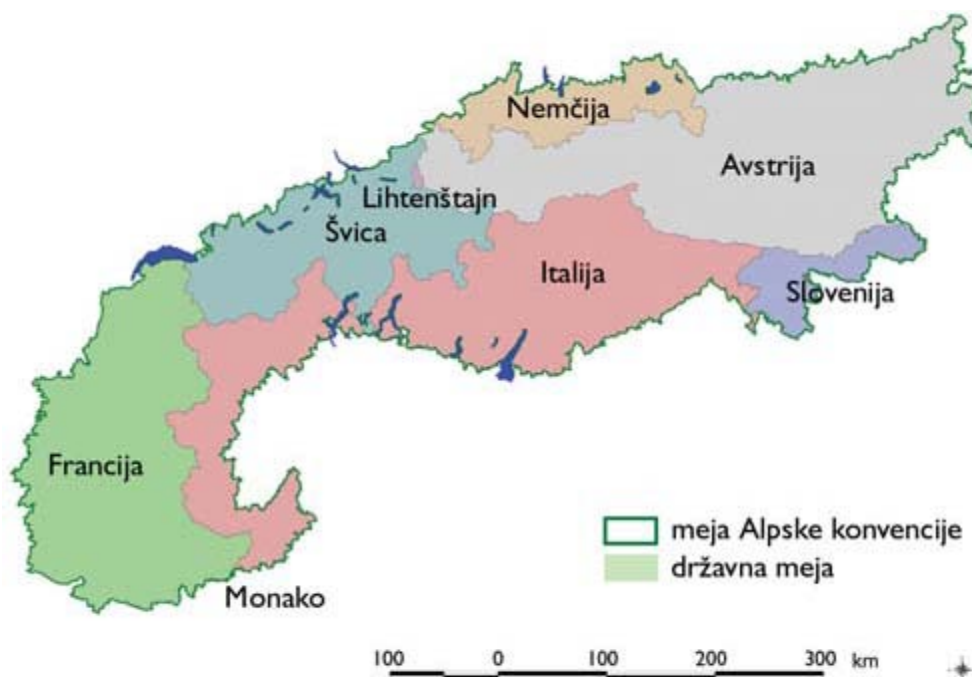 Nemčija
Avstrija
Lihtenštajn
Švica
Italija
Slovenija
Francija
Monako
meja Alpske konvencije
državna meja
100 0 100 200 300 km